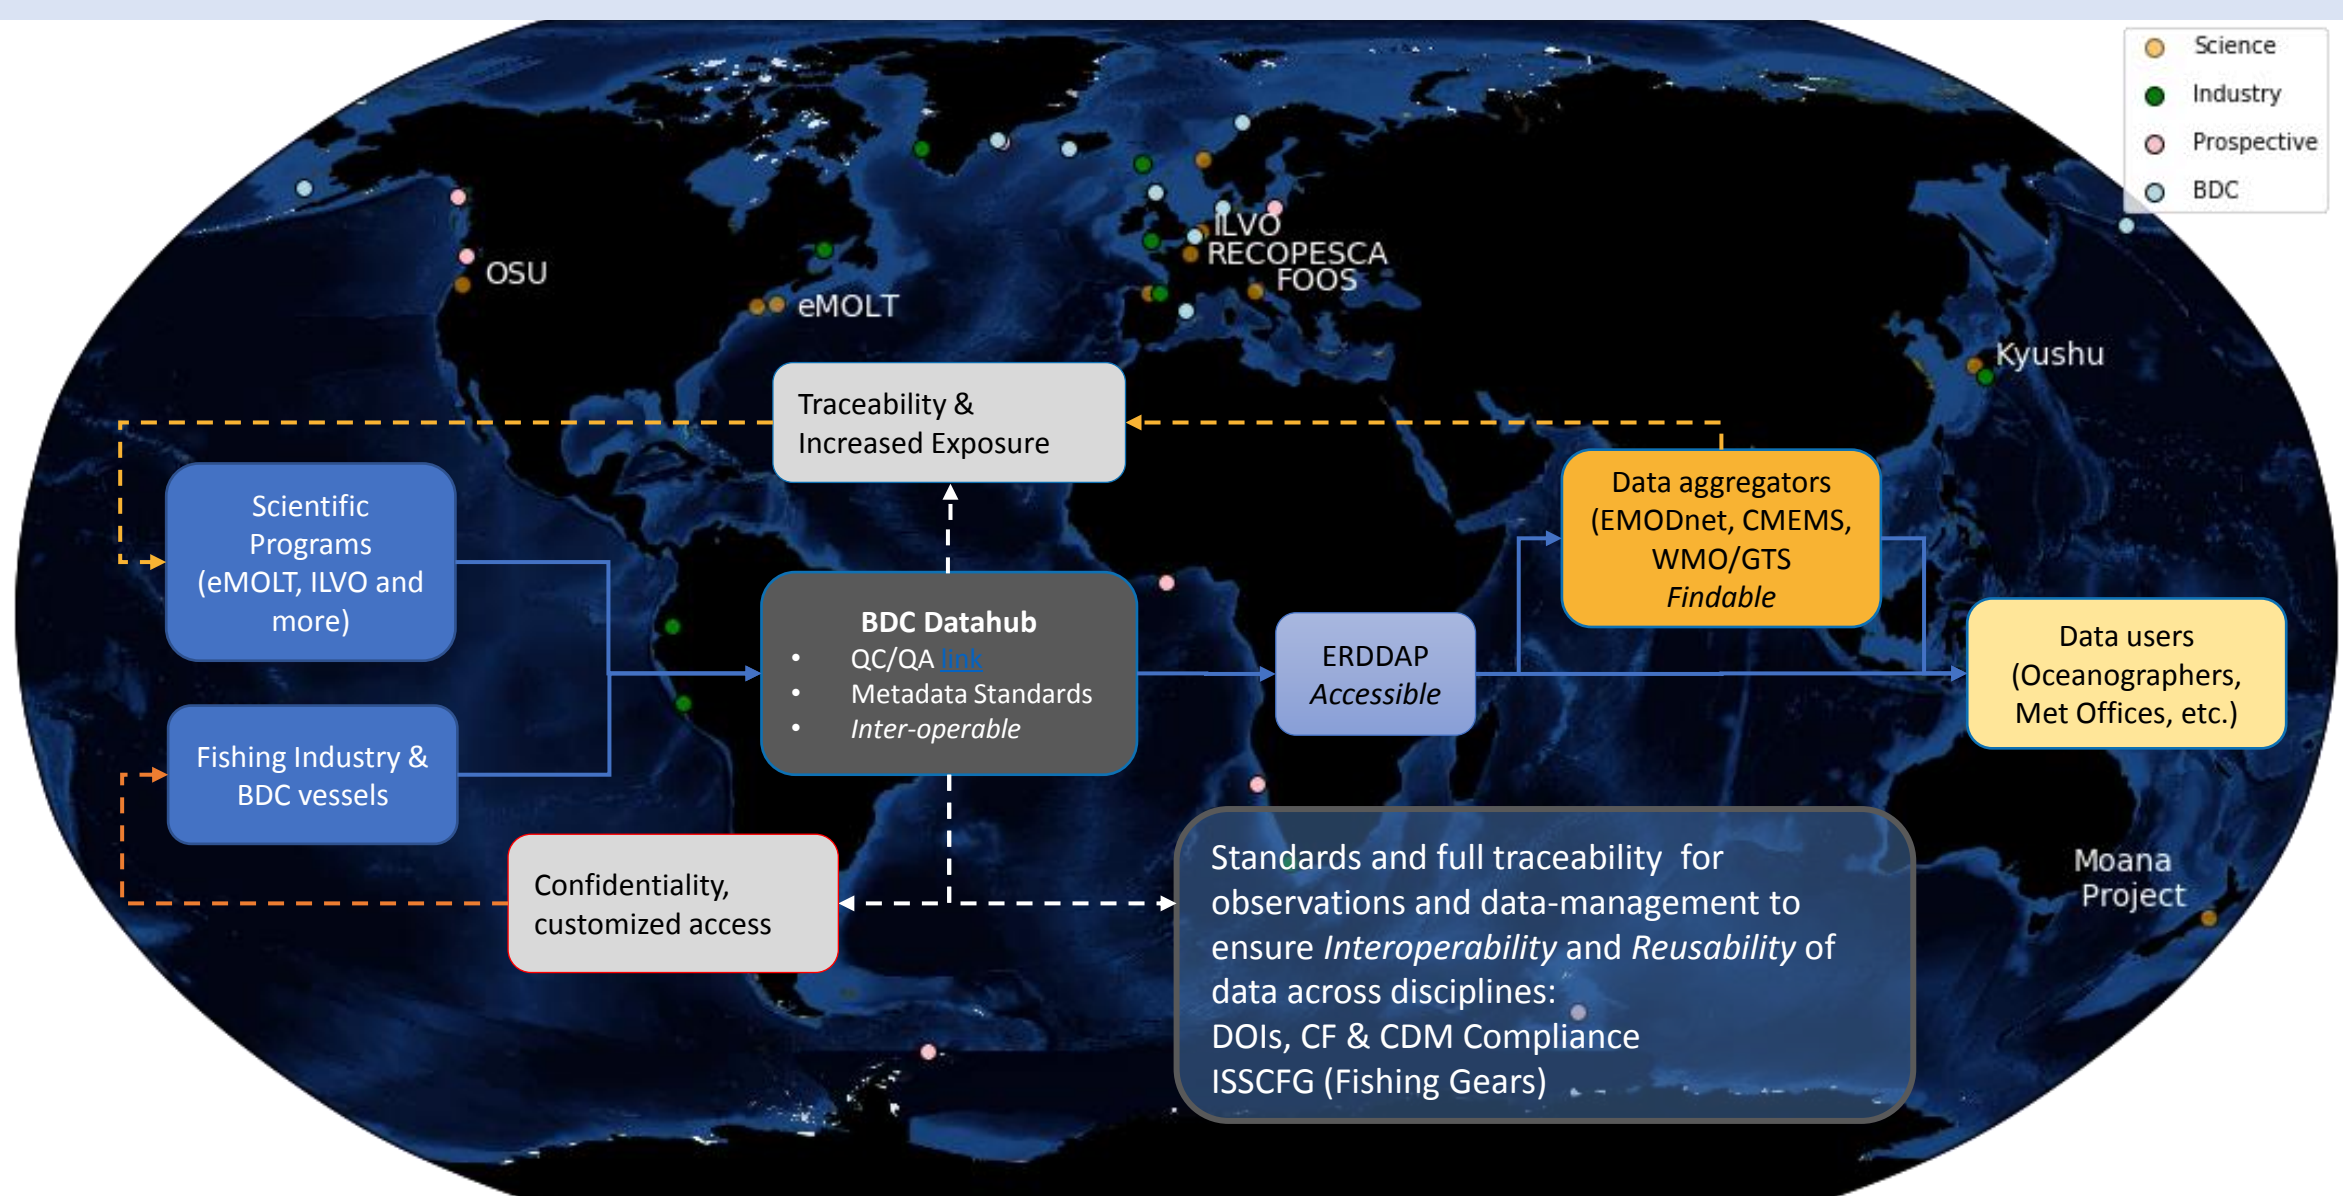 Science
Industry
Prospective
BDC
OSU
eMOLT
ILVO
RECOPESCA
FOOS
Kyushu
Moana
Project
Traceability &
Increased Exposure
Scientific
Programs
(eMOLT, ILVO and
more)
Fishing Industry &
BDC vessels
Confidentiality,
customized access
BDC Datahub
• QC/QA link
• Metadata Standards
• Inter-operable
ERDDAP
Accessible
Data aggregators
(EMODnet, CMEMS,
WMO/GTS
Findable
Data users
(Oceanographers,
Met Offices, etc.)
Standards and full traceability for
observations and data-management to
ensure Interoperability and Reusability of
data across disciplines:
DOIs, CF & CDM Compliance
ISSCFG (Fishing Gears)